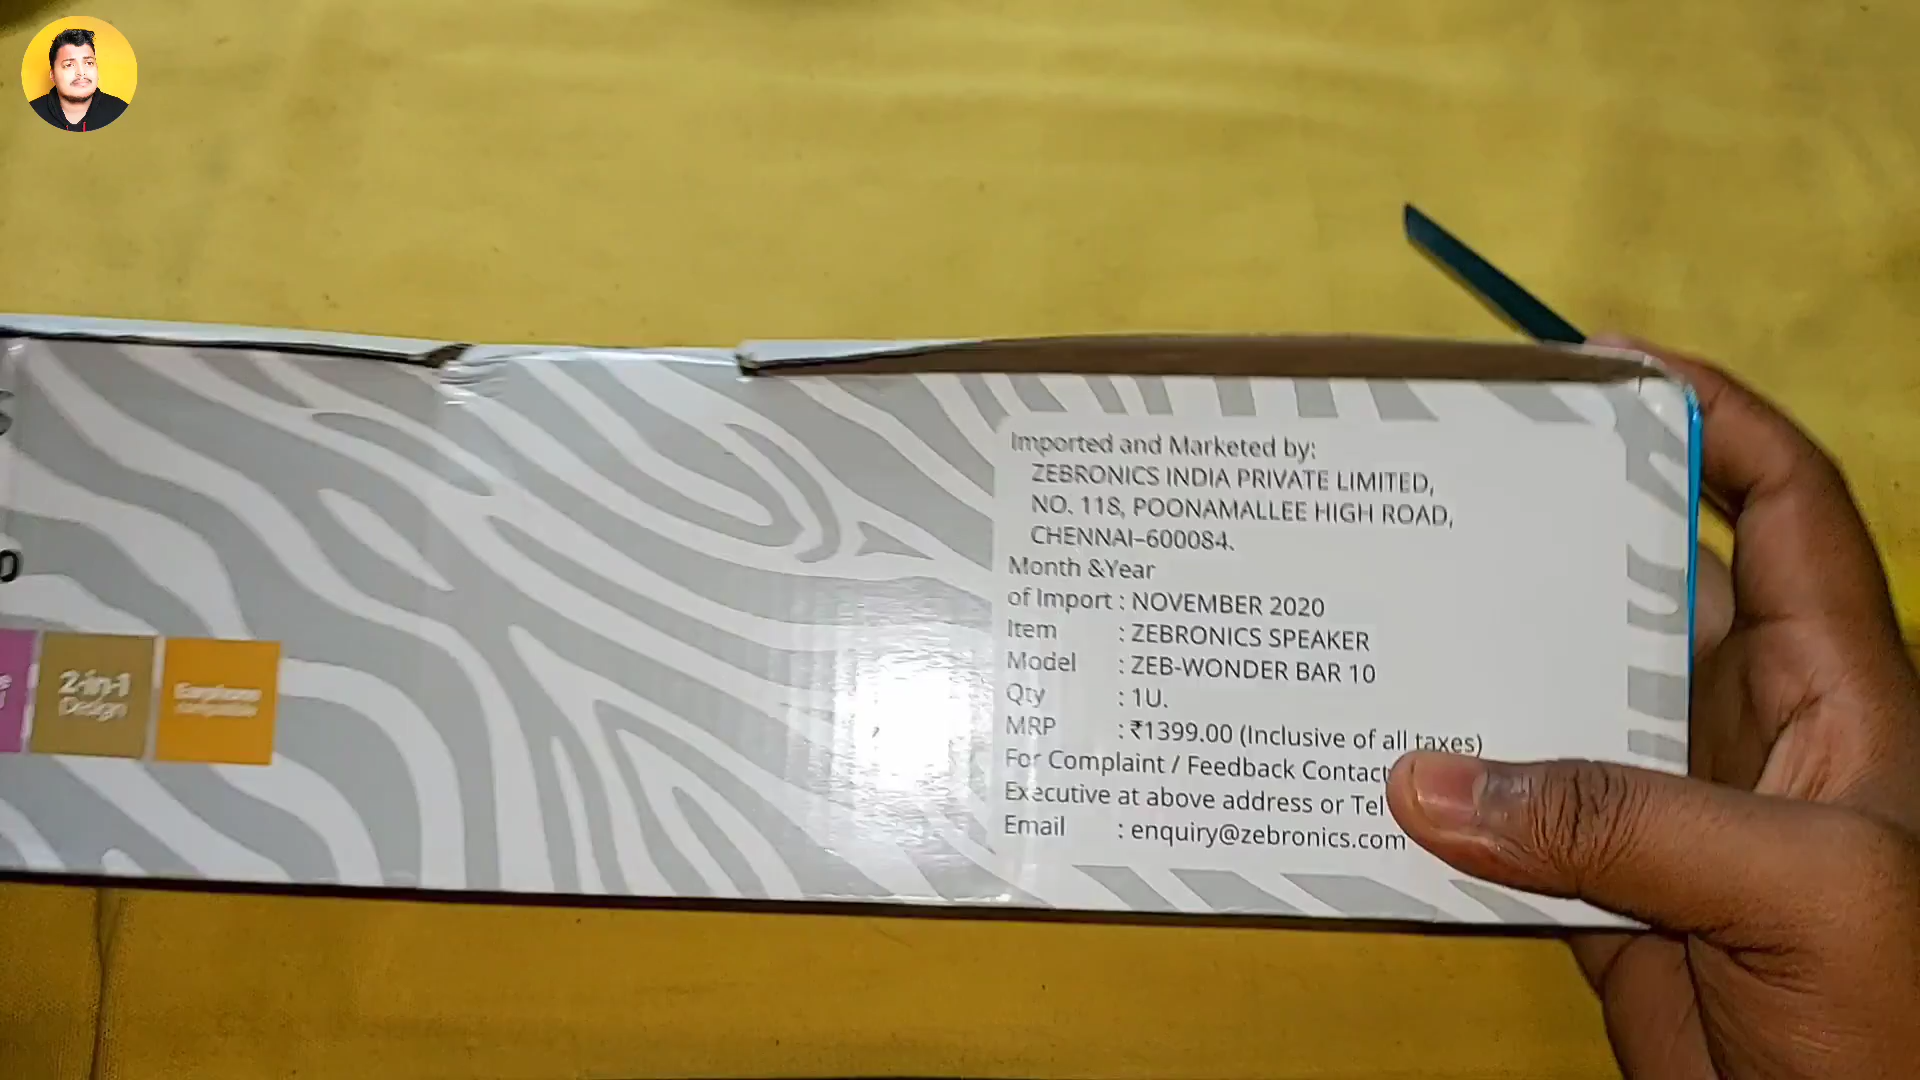 Imported and Marketed by:
ZEBRONICS INDIA PRIVATE LIMITED,
NO. 118, POONAMALLEE HIGH ROAD,
CHENNAI-600084.
Month &Year
of Import : NOVEMBER 2020
Item : ZEBRONICS SPEAKER
Model : ZEB-WONDER BAR 10
Qty : 1U.
MRP : ₹1399.00 (Inclusive of all taxes)
For Complaint / Feedback Contact
Executive at above address or Tel
Email : enquiry@zebronics.com
2-in-1
Design
Earphone